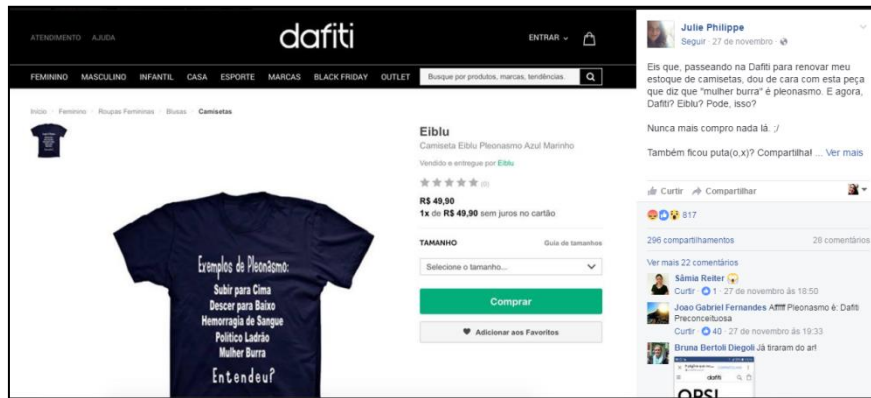 ATENDIMENTO AJUDA
dafiti
ENTRAR
FEMININO MASCULINO INFANTIL CASA ESPORTE MARCAS BLACK FRIDAY OUTLET
Busque por produtos, marcas, tendências.
Início Feminino Roupas Femininas Blusas Camisetas
Exemplos de Pleonasmo:
Subir para Cima
Descer para Baixo
Hemorragia de Sangue
Político Ladrão
Mulher Burra
Entendeu?
Eiblu
Camiseta Eiblu Pleonasmo Azul Marinho
Vendido e entregue por Eiblu
(0)
R$ 49,90
1x de R$ 49,90 sem juros no cartão
TAMANHO Guia de tamanhos
Selecione o tamanho...
Comprar
Adicionar aos Favoritos
Julie Philippe
Seguir · 27 de novembro ·
Eis que, passeando na Dafiti para renovar meu
estoque de camisetas, dou de cara com esta peça
que diz que "mulher burra" é pleonasmo. E agora,
Dafiti? Eiblu? Pode, isso?
Nunca mais compro nada lá. :/
Também ficou puta(o,x)? Compartilha! ... Ver mais
Curtir Compartilhar
817
296 compartilhamentos 28 comentários
Ver mais 22 comentários
Sâmia Reiter
Curtir · 1 · 27 de novembro às 18:50
Joao Gabriel Fernandes Afffff Pleonasmo é: Dafiti
Preconceituosa
Curtir · 40 · 27 de novembro às 19:33
Bruna Bertoli Diegoli Já tiraram do ar!
dafiti
OPS!